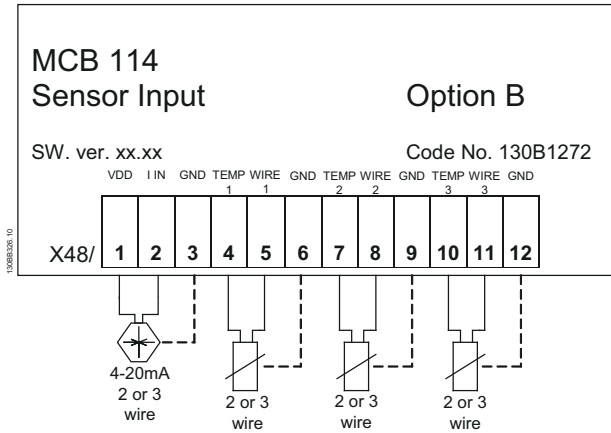 MCB 114
Sensor Input Option B
SW. ver. xx.xx Code No. 130B1272
VDD I IN GND TEMP WIRE GND TEMP WIRE GND TEMP WIRE GND
1 1 2 2 3 3
X48/ 1 2 3 4 5 6 7 8 9 10 11 12
130BB326.10
4-20mA
2 or 3
wire
2 or 3
wire
2 or 3
wire
2 or 3
wire